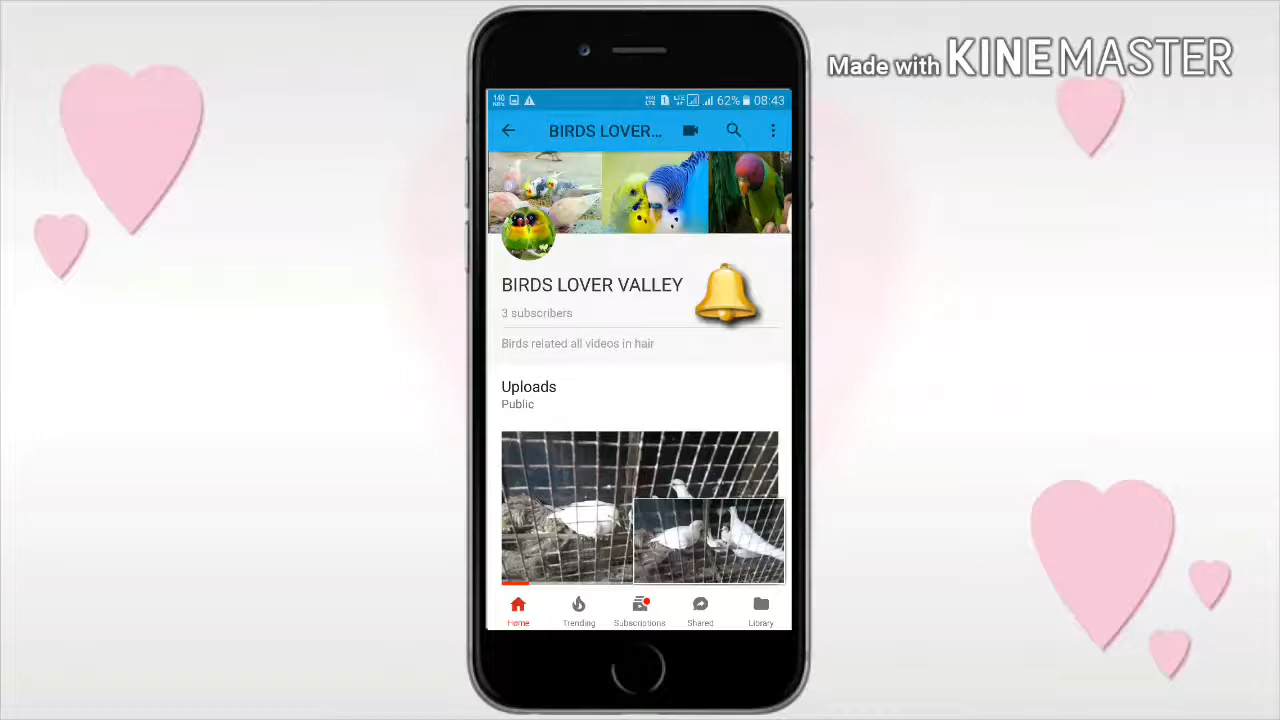 Made with KINEMASTER
62% 08:43
BIRDS LOVER...
BIRDS LOVER VALLEY
3 subscribers
Birds related all videos in hair
Uploads
Public
Home
Trending
Subscriptions
Shared
Library